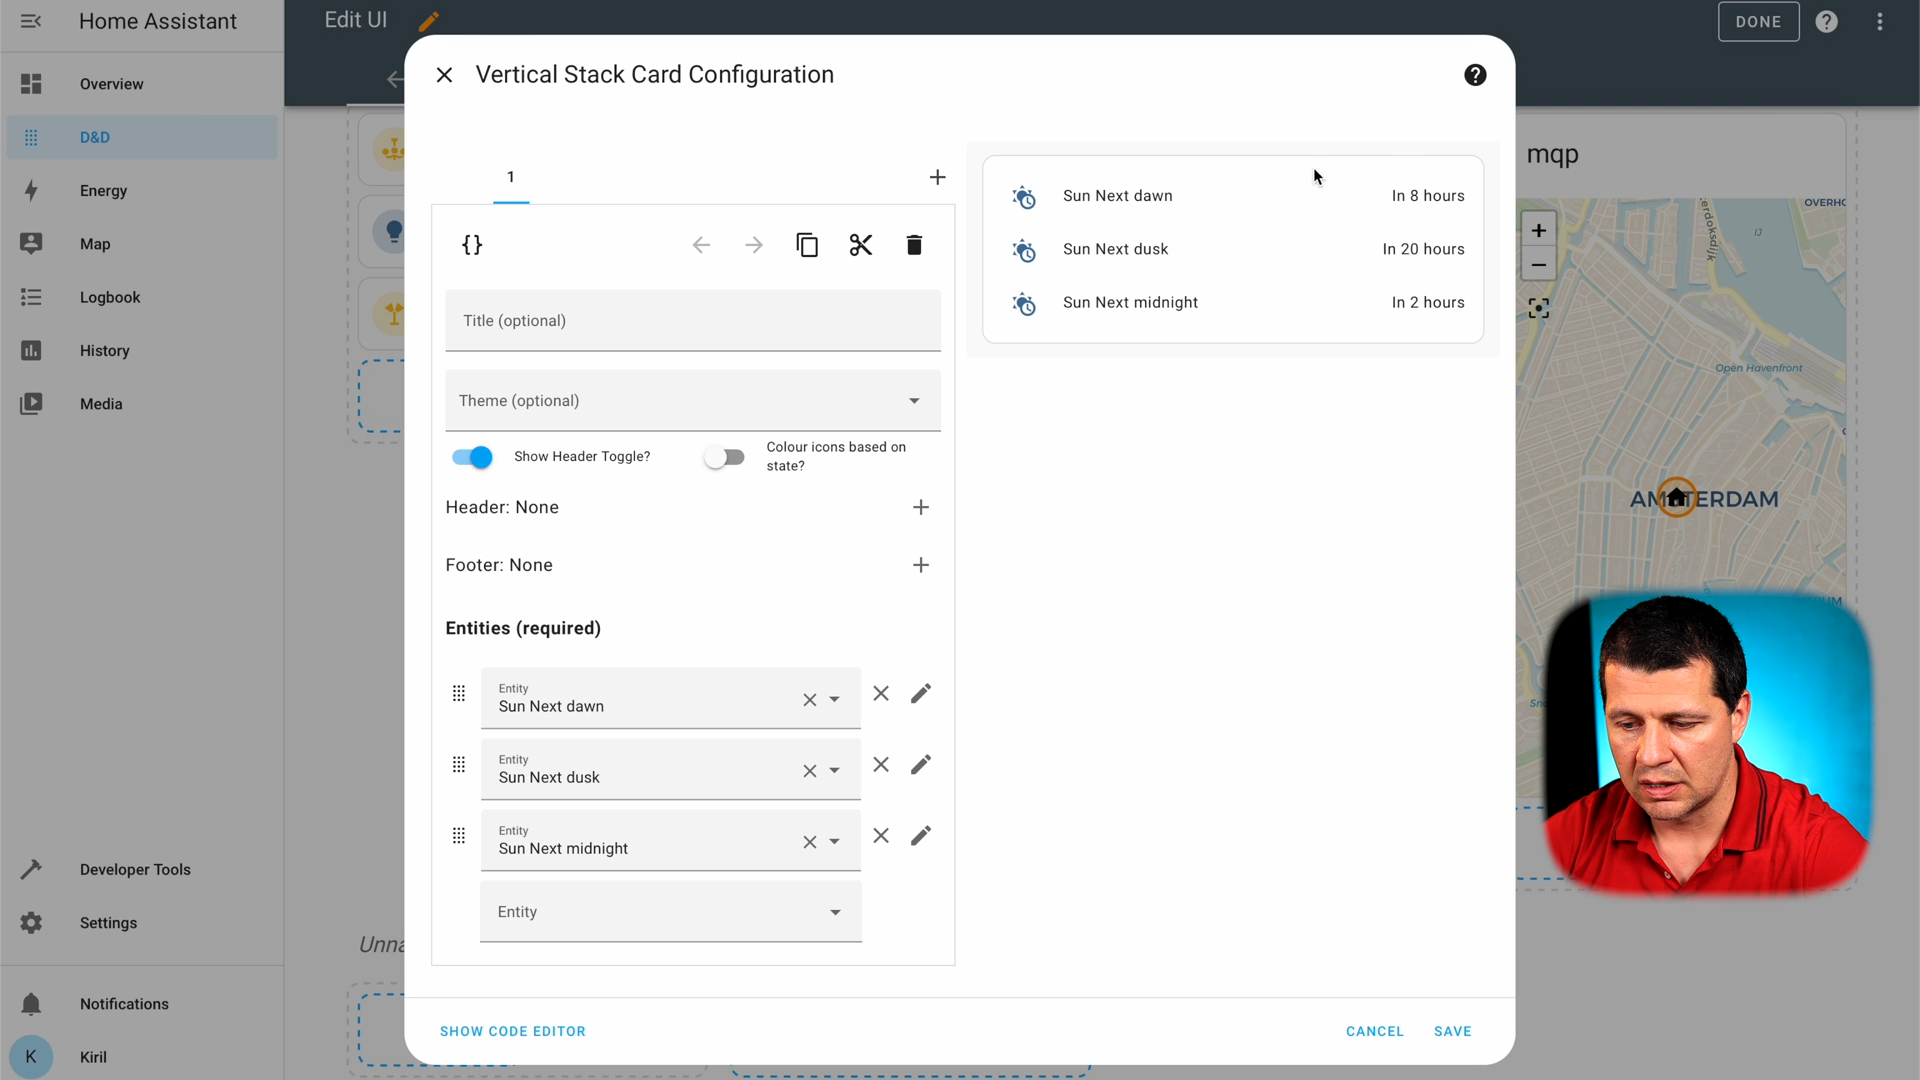 Home Assistant
Edit UI
DONE
Overview
D&D
Energy
Map
Logbook
History
Media
Developer Tools
Settings
Notifications
K
Kiril
Vertical Stack Card Configuration
1
{}
Title (optional)
Theme (optional)
Show Header Toggle?
Colour icons based on
state?
Header: None
Footer: None
Entities (required)
Entity
Sun Next dawn
Entity
Sun Next dusk
Entity
Sun Next midnight
Entity
SHOW CODE EDITOR
CANCEL
SAVE
Sun Next dawn In 8 hours
Sun Next dusk In 20 hours
Sun Next midnight In 2 hours
mqp
+
−
IJ
Open Havenfront
Unna